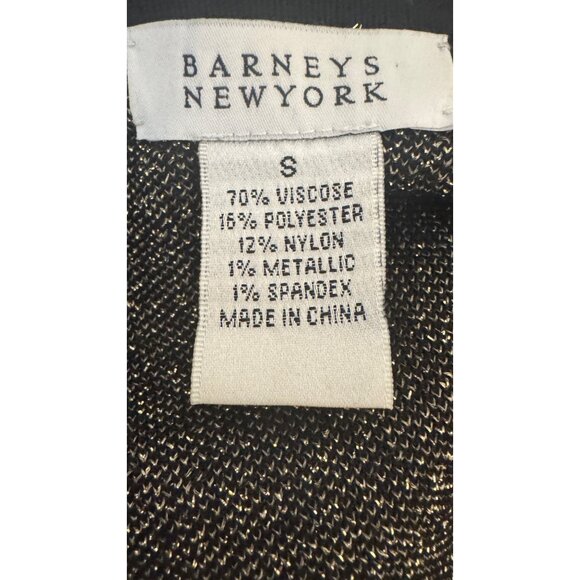 BARNEYS
NEWYORK
S
70% VISCOSE
16% POLYESTER
12% NYLON
1% METALLIC
1% SPANDEX
MADE IN CHINA